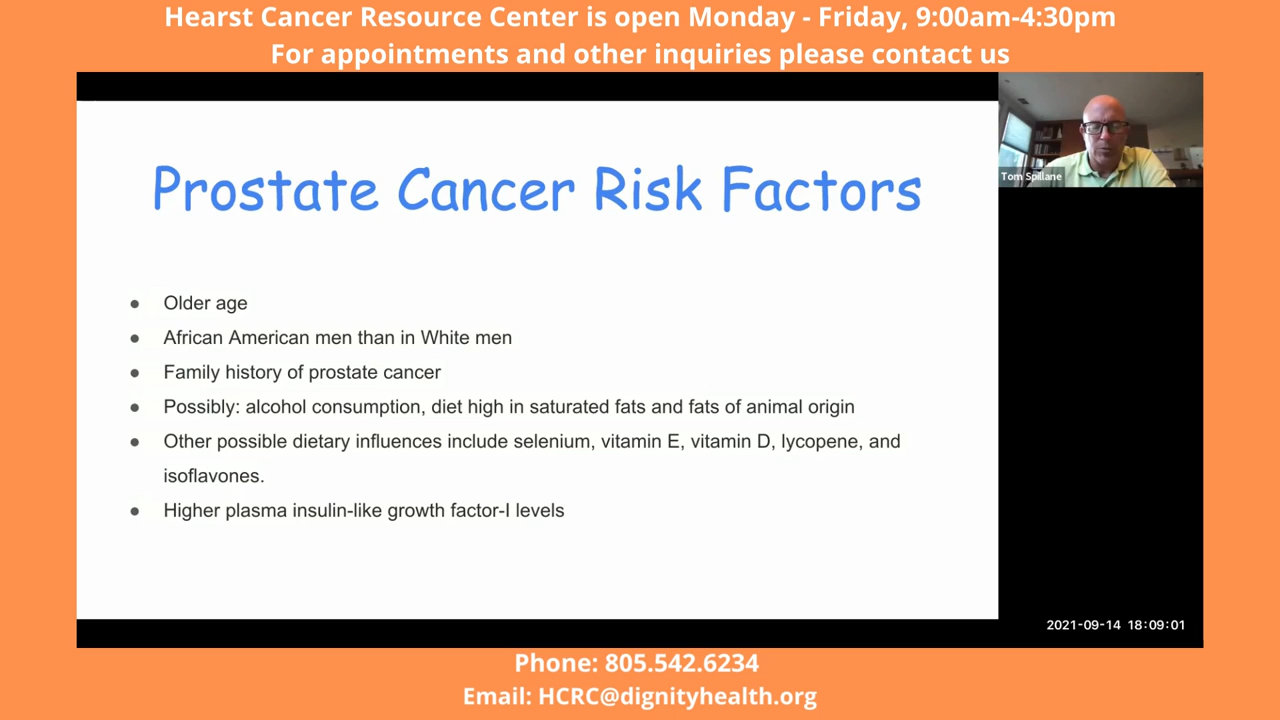 Hearst Cancer Resource Center is open Monday - Friday, 9:00am-4:30pm
For appointments and other inquiries please contact us
Prostate Cancer Risk Factors
● Older age
● African American men than in White men
● Family history of prostate cancer
● Possibly: alcohol consumption, diet high in saturated fats and fats of animal origin
● Other possible dietary influences include selenium, vitamin E, vitamin D, lycopene, and
isoflavones.
● Higher plasma insulin-like growth factor-I levels
Tom Spillane
2021-09-14 18:09:01
Phone: 805.542.6234
Email: HCRC@dignityhealth.org